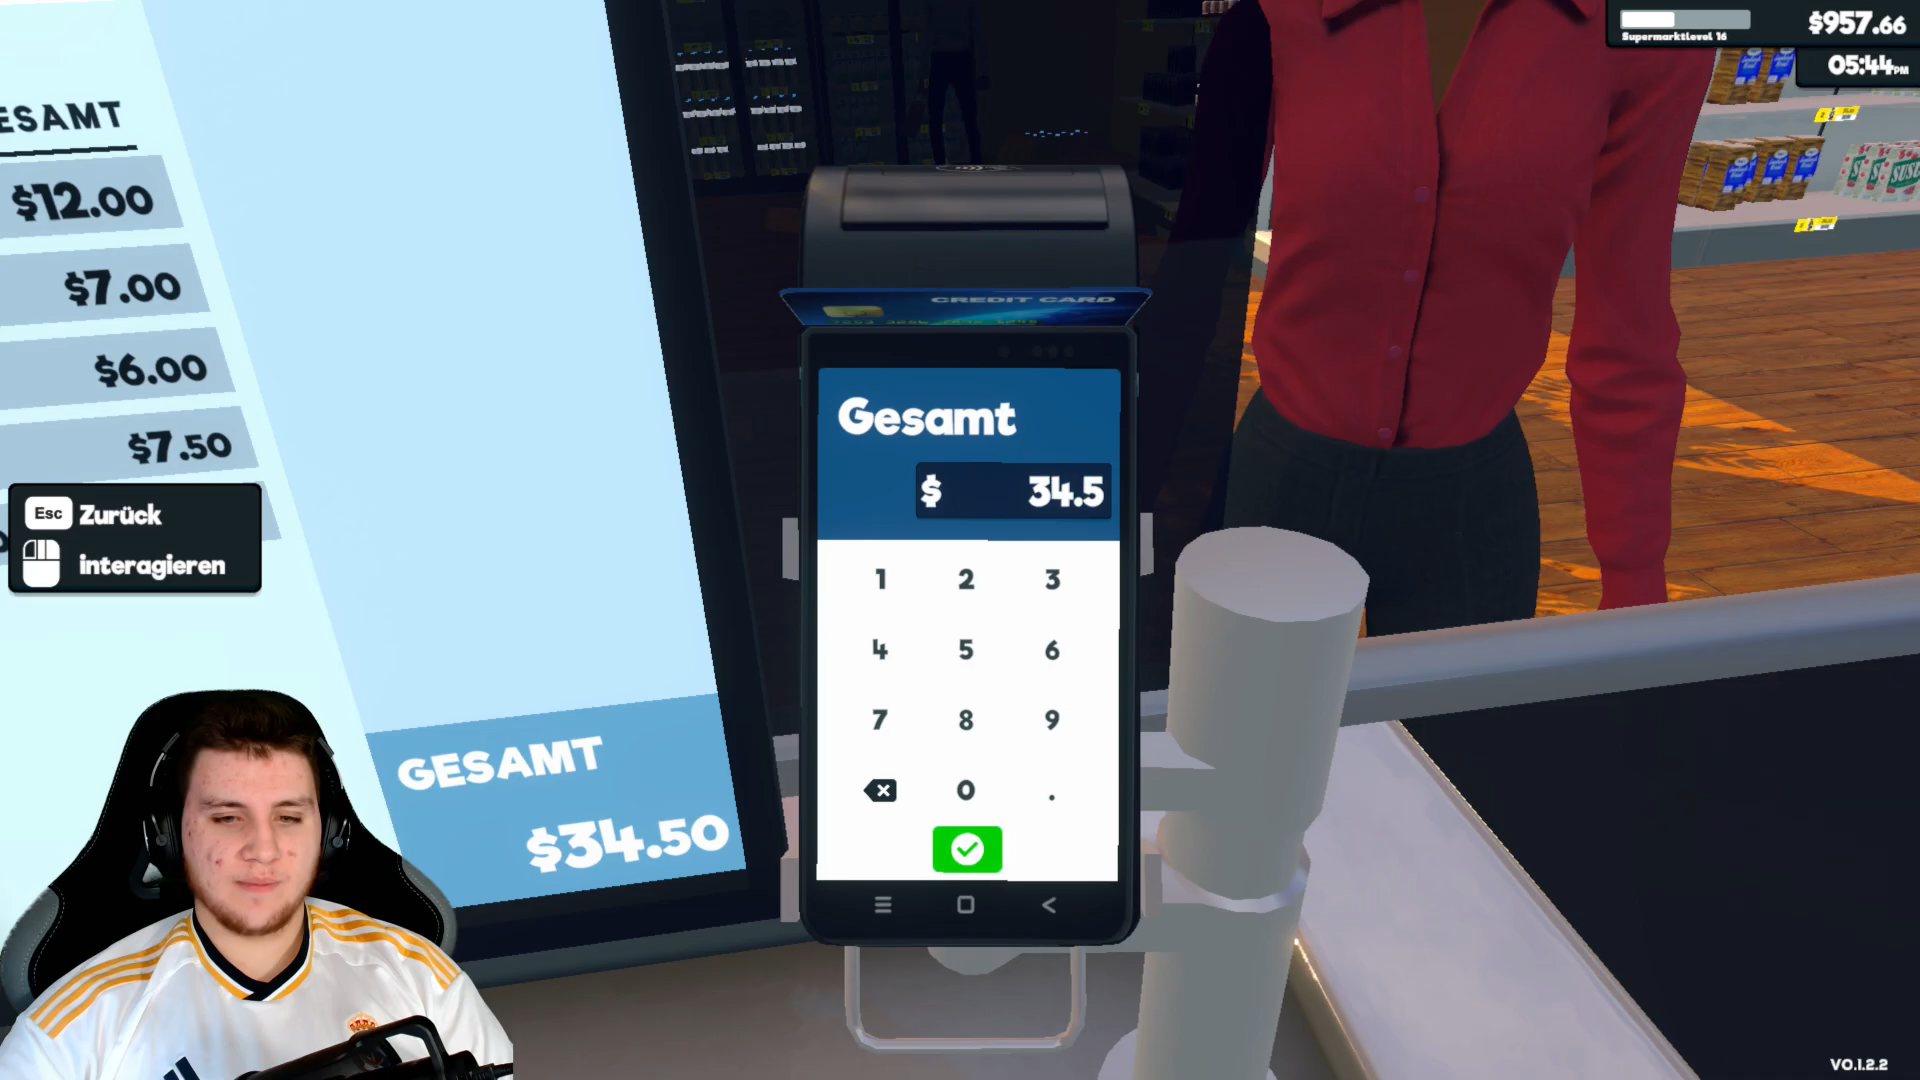 $957.66
Supermarktlevel 16
05:44PM
ESAMT
$12.00
$7.00
$6.00
$7.50
Esc Zurück
interagieren
GESAMT
$34.50
CREDIT CARD
Gesamt
$ 34.5
1 2 3
4 5 6
7 8 9
0 .
V0.1.2.2